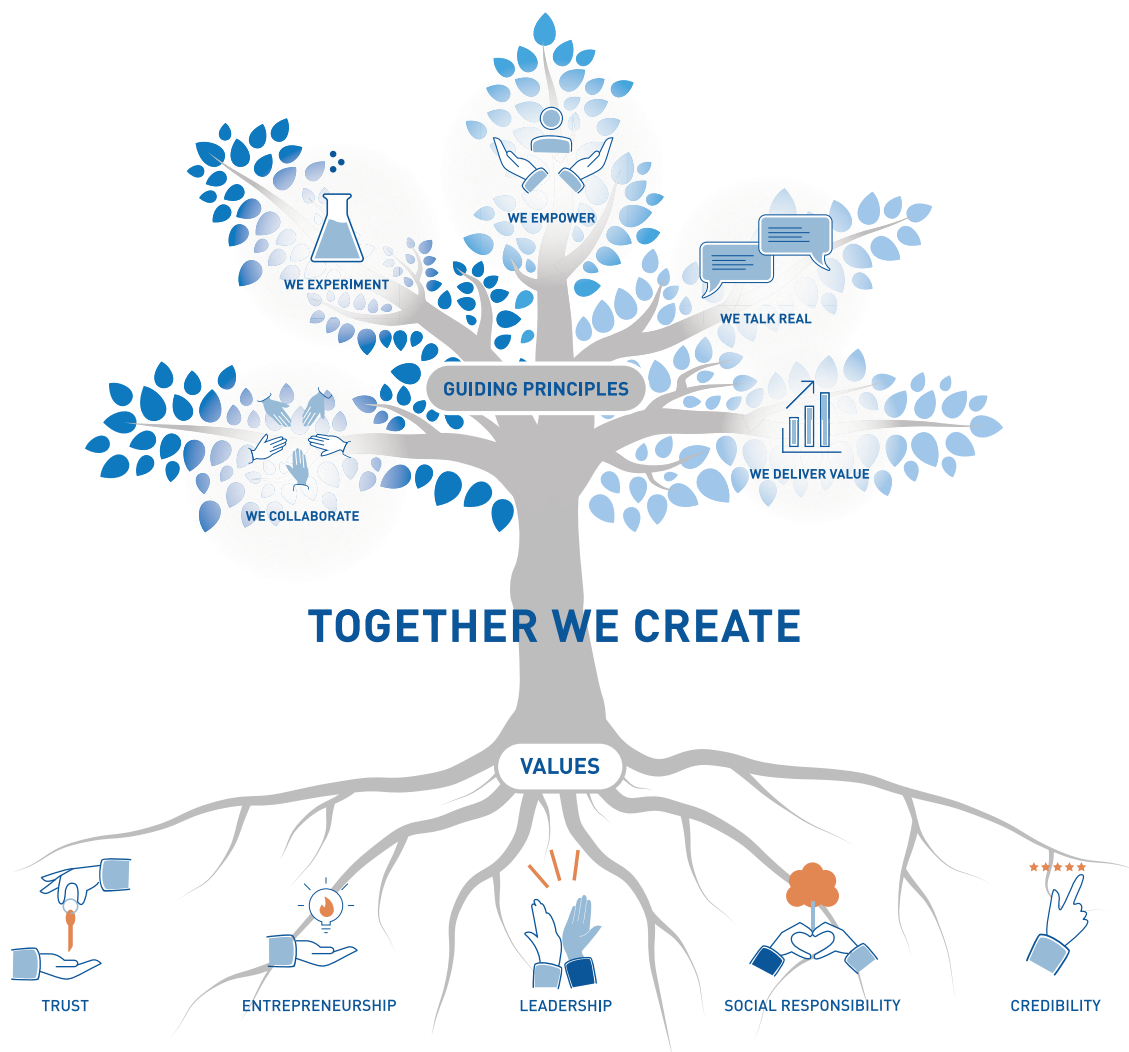 WE EMPOWER
WE EXPERIMENT
WE TALK REAL
GUIDING PRINCIPLES
WE DELIVER VALUE
WE COLLABORATE
TOGETHER WE CREATE
VALUES
TRUST
ENTREPRENEURSHIP
LEADERSHIP
SOCIAL RESPONSIBILITY
CREDIBILITY